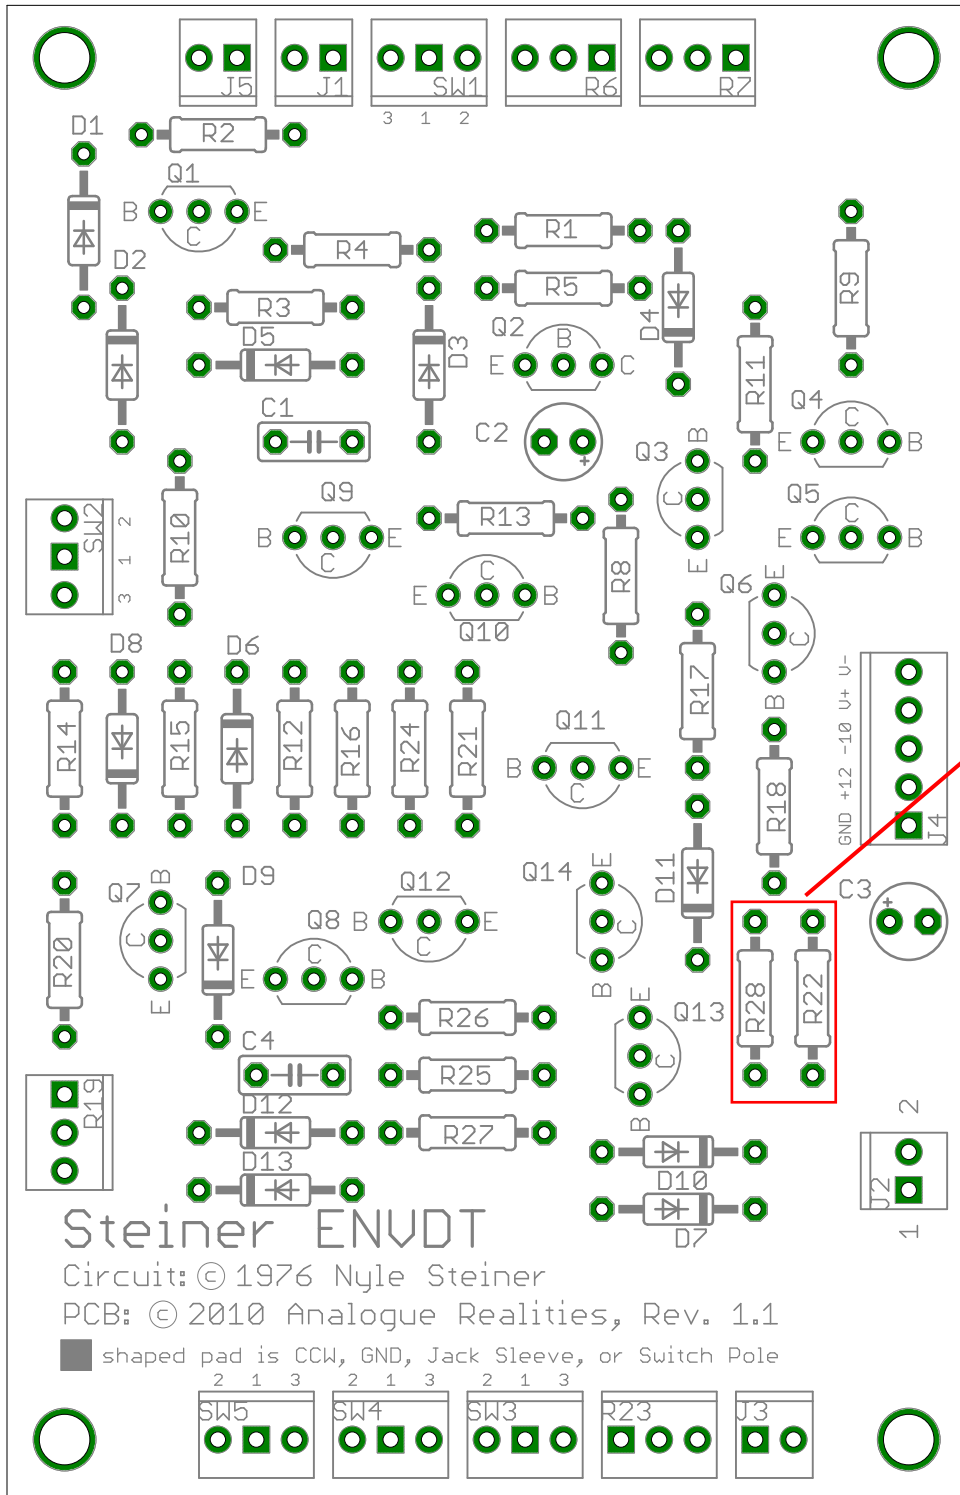 J5 J1 SW1 R6 R7
3 1 2
D1 R2
Q1
B C E
R4 R1 R9
D2
R3 R5 D4
D5 Q2 B D3
E C R11
C1 C2 + Q4
E C B
Q3 B C E
SW2 2 1 3
R10 Q9
B C E
R13 Q5
E C B
R8 Q6 E C B
E C B
Q10
D8 D6
R14 R15 R12 R16 R24 R21 R17
Q11
B C E
R18
GND +12 -10 V+ V-
J4
D11
Q7 B C E
D9
Q12
B C E
Q14 E C B
C3 +
R20
Q8
E C B
R28 R22
R26 Q13 E C B
C4
R25
R19
D12 R27
D13
D10
D7
J2 2 1
Steiner ENVDT
Circuit: © 1976 Nyle Steiner
PCB: © 2010 Analogue Realities, Rev. 1.1
shaped pad is CCW, GND, Jack Sleeve, or Switch Pole
2 1 3 2 1 3 2 1 3
SW5 SW4 SW3 R23 J3